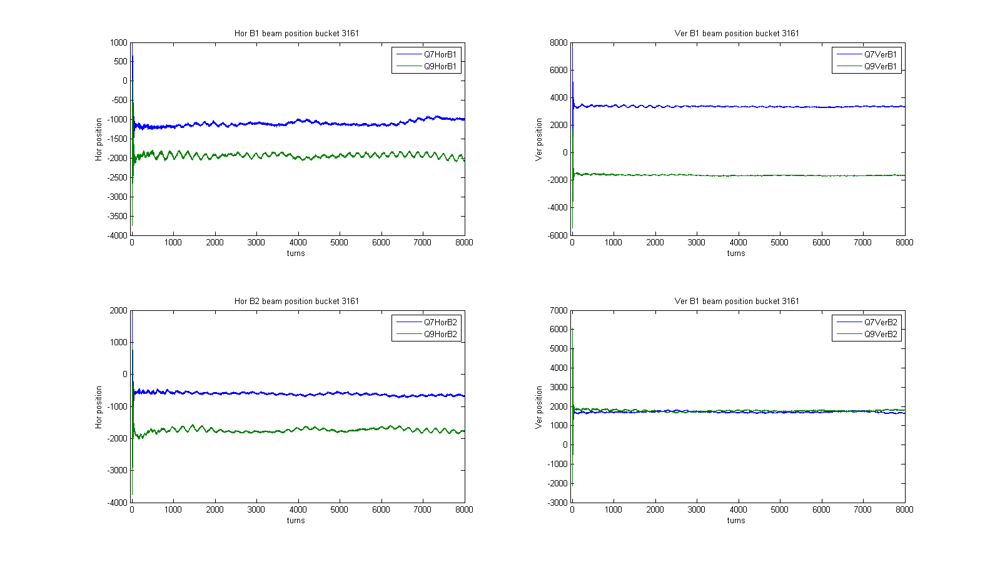 Hor B1 beam position bucket 3161
1000
500
0
-500
-1000
-1500
-2000
-2500
-3000
-3500
-4000
Hor position
Q7HorB1
Q9HorB1
0 1000 2000 3000 4000 5000 6000 7000 8000
turns
Ver B1 beam position bucket 3161
8000
6000
4000
2000
0
-2000
-4000
-6000
Ver position
Q7VerB1
Q9VerB1
0 1000 2000 3000 4000 5000 6000 7000 8000
turns
Hor B2 beam position bucket 3161
2000
1000
0
-1000
-2000
-3000
-4000
Hor position
Q7HorB2
Q9HorB2
0 1000 2000 3000 4000 5000 6000 7000 8000
turns
Ver B1 beam position bucket 3161
7000
6000
5000
4000
3000
2000
1000
0
-1000
-2000
-3000
Ver position
Q7VerB2
Q9VerB2
0 1000 2000 3000 4000 5000 6000 7000 8000
turns